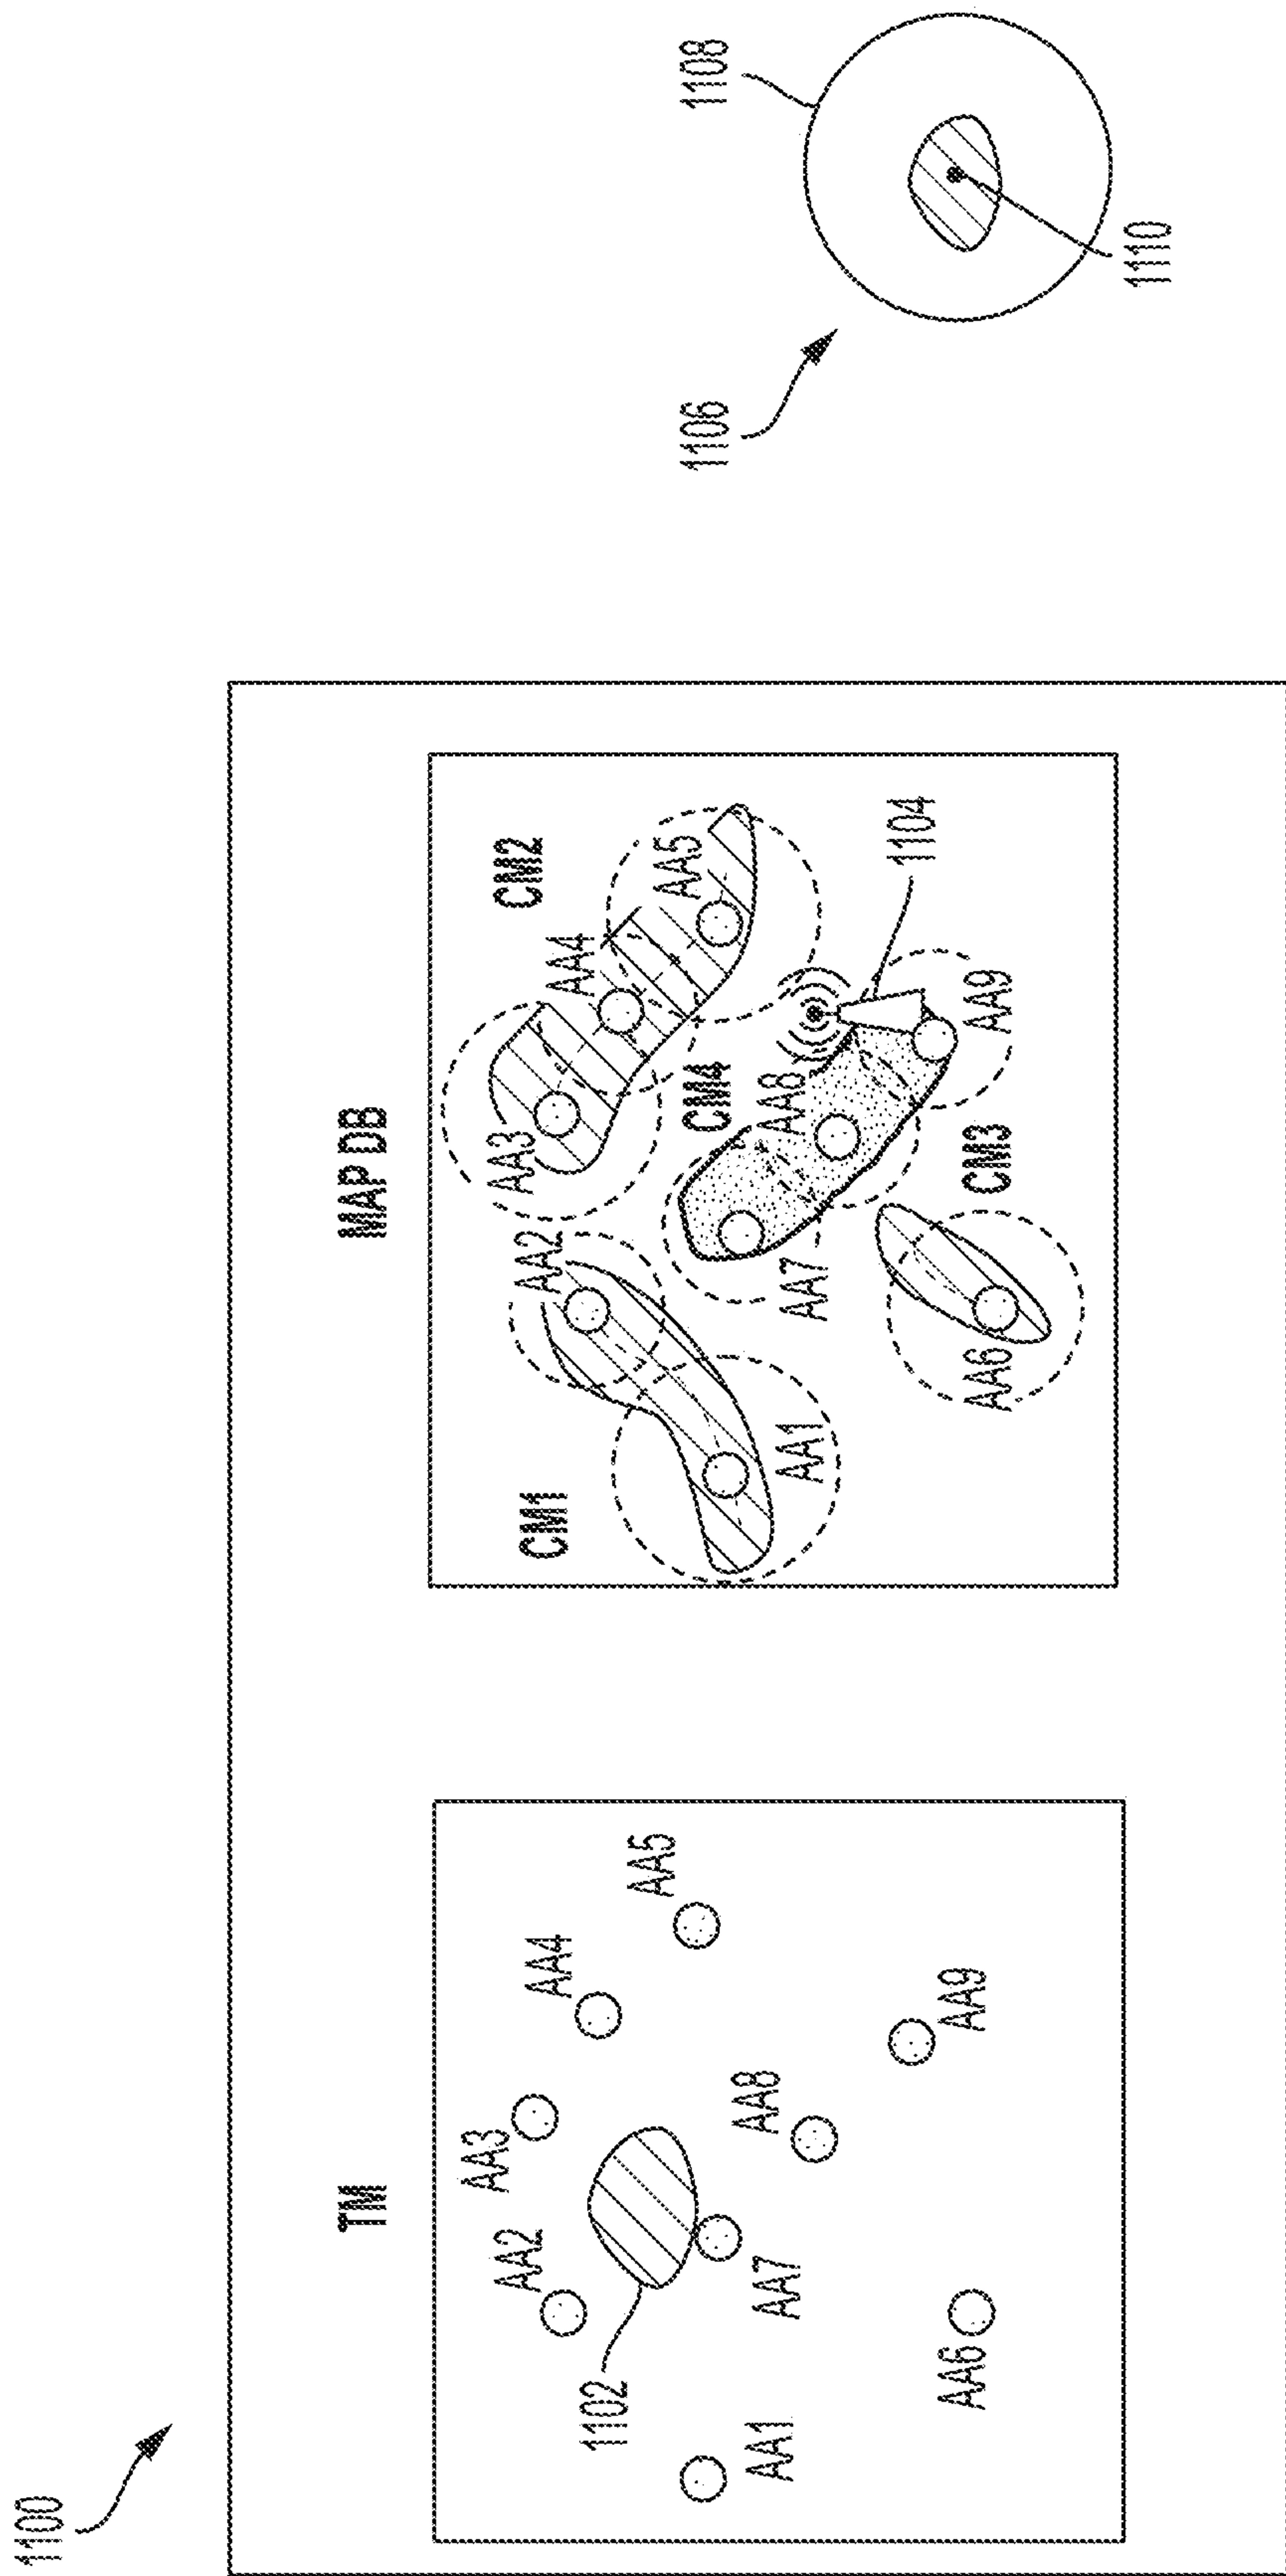 1100
TM
AA1
AA2
AA3
AA4
AA5
AA6
AA7
AA8
AA9
1102
MAP DB
CM1
CM2
CM3
CM4
AA1
AA2
AA3
AA4
AA5
AA6
AA7
AA8
AA9
1104
1106
1108
1110